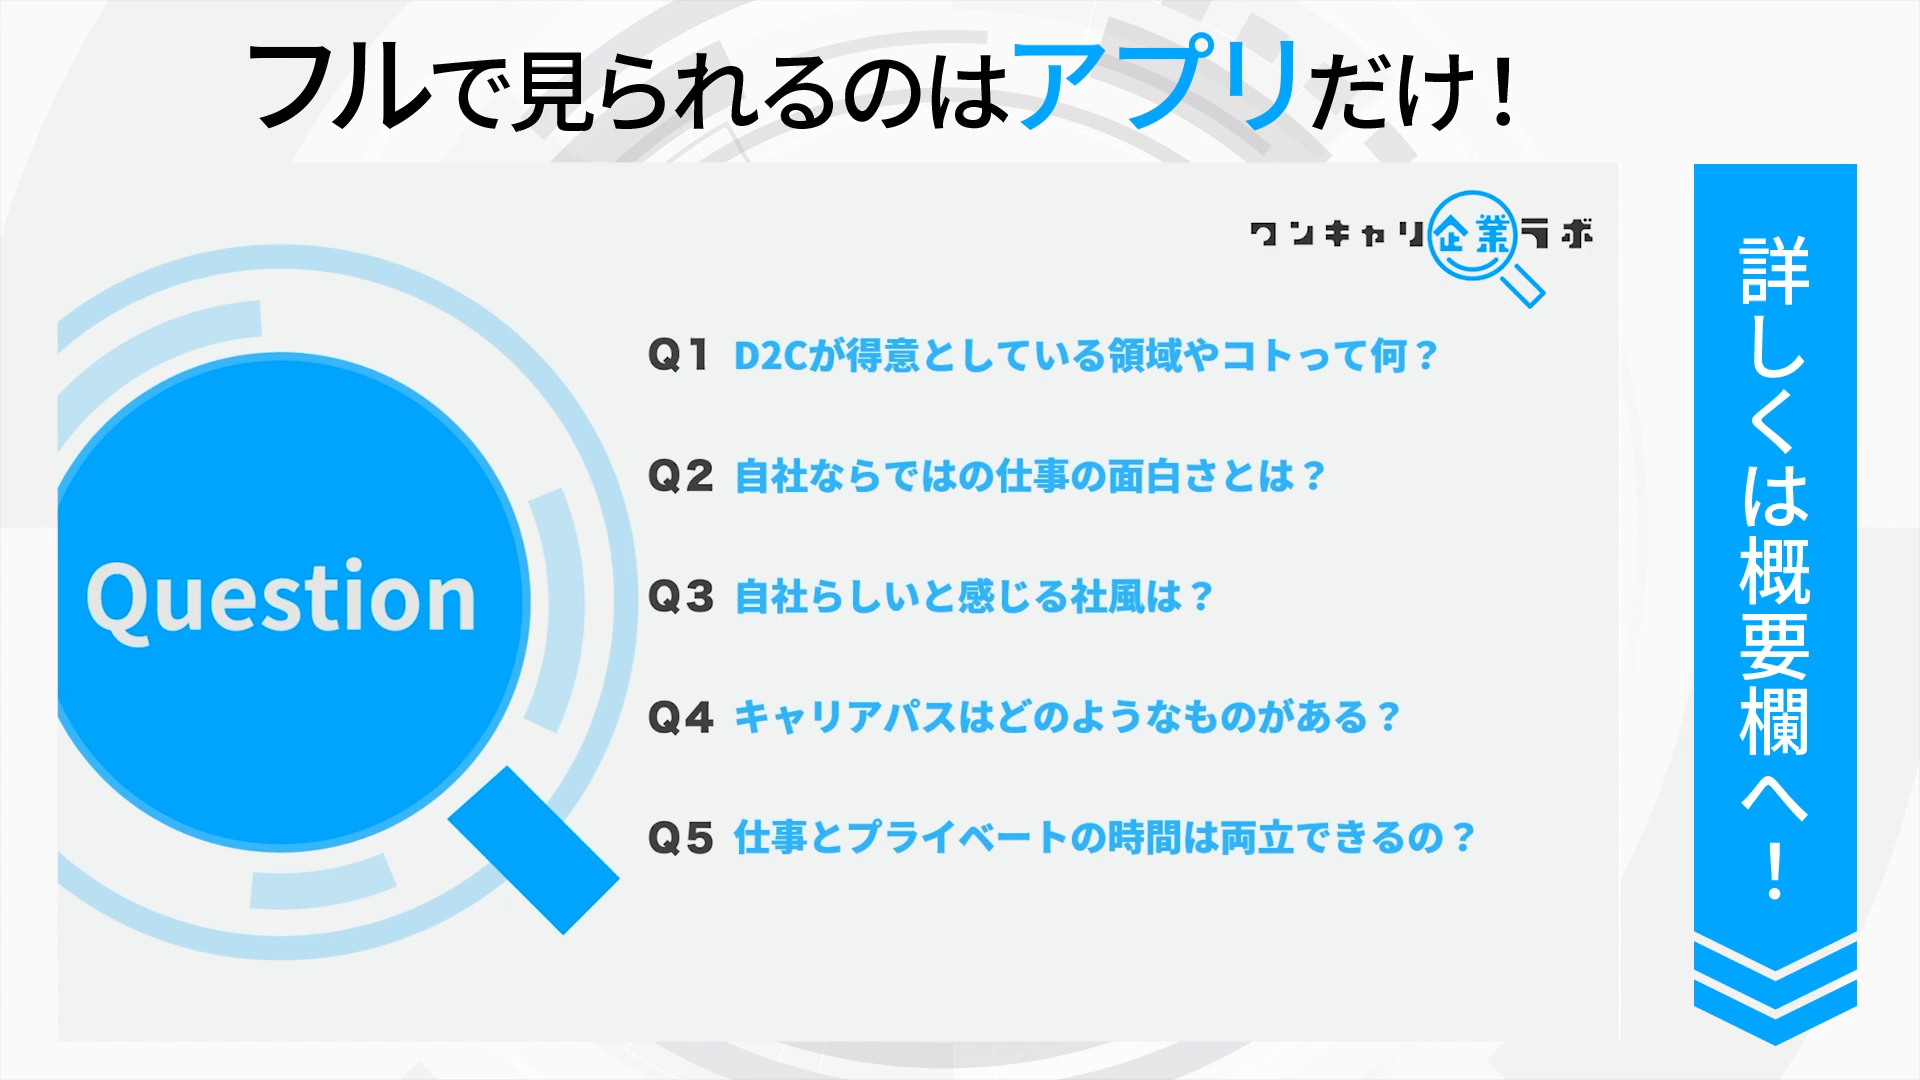 フルで見られるのはアプリだけ！
ワンキャリ企業ラボ
Question
Q1 D2Cが得意としている領域やコトって何？
Q2 自社ならではの仕事の面白さとは？
Q3 自社らしいと感じる社風は？
Q4 キャリアパスはどのようなものがある？
Q5 仕事とプライベートの時間は両立できるの？
詳しくは概要欄へ！